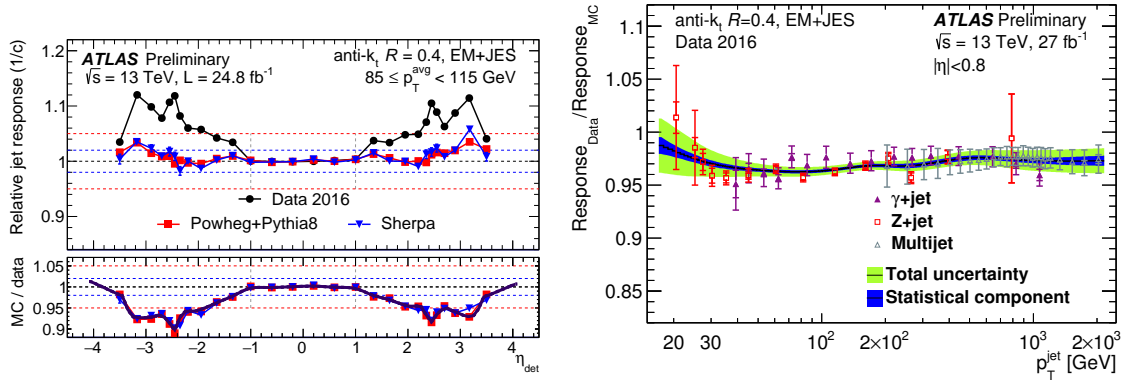 Relative jet response (1/c)
ATLAS Preliminary
√s = 13 TeV, L = 24.8 fb⁻¹
anti-kₜ R = 0.4, EM+JES
85 ≤ p_T^avg < 115 GeV
1.2
1.1
1
0.9
Data 2016
Powheg+Pythia8
Sherpa
MC / data
1.05
1
0.95
0.9
−4 −3 −2 −1 0 1 2 3 4
η_det
Response_Data/Response_MC
anti-kₜ R=0.4, EM+JES
Data 2016
ATLAS Preliminary
√s = 13 TeV, 27 fb⁻¹
|η|<0.8
1.1
1.05
1
0.95
0.9
0.85
γ+jet
Z+jet
Multijet
Total uncertainty
Statistical component
20 30 10² 2×10² 10³ 2×10³
p_T^jet [GeV]